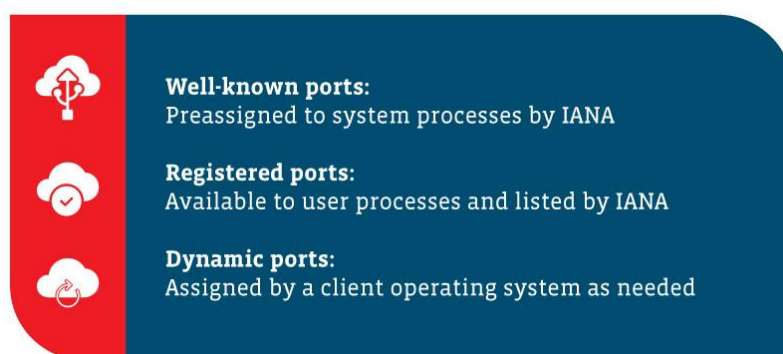 Well-known ports:
Preassigned to system processes by IANA
Registered ports:
Available to user processes and listed by IANA
Dynamic ports:
Assigned by a client operating system as needed